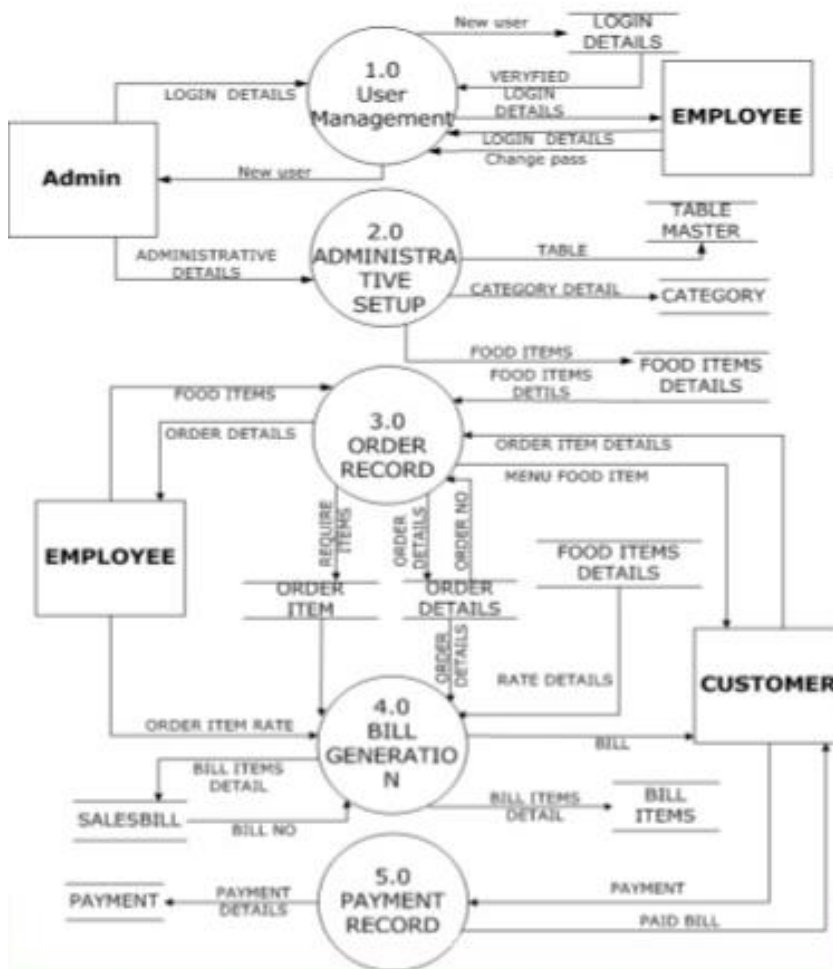 New user
LOGIN
DETAILS
1.0
User
Management
VERYFIED
LOGIN
DETAILS
LOGIN DETAILS
EMPLOYEE
LOGIN DETAILS
Change pass
Admin
New user
ADMINISTRATIVE
DETAILS
2.0
ADMINISTRA
TIVE
SETUP
TABLE
MASTER
TABLE
CATEGORY DETAIL
CATEGORY
FOOD ITEMS
FOOD ITEMS
DETAILS
FOOD ITEMS
DETILS
FOOD ITEMS
ORDER DETAILS
3.0
ORDER
RECORD
ORDER ITEM DETAILS
MENU FOOD ITEM
EMPLOYEE
REQUIRE
ITEMS
ORDER
DETAILS
ORDER NO
FOOD ITEMS
DETAILS
ORDER
ITEM
ORDER
DETAILS
ORDER
DETAILS
RATE DETAILS
CUSTOMER
4.0
BILL
GENERATIO
N
ORDER ITEM RATE
BILL
BILL ITEMS
DETAIL
BILL ITEMS
DETAIL
BILL
ITEMS
SALESBILL
BILL NO
5.0
PAYMENT
RECORD
PAYMENT
PAYMENT
DETAILS
PAYMENT
PAID BILL